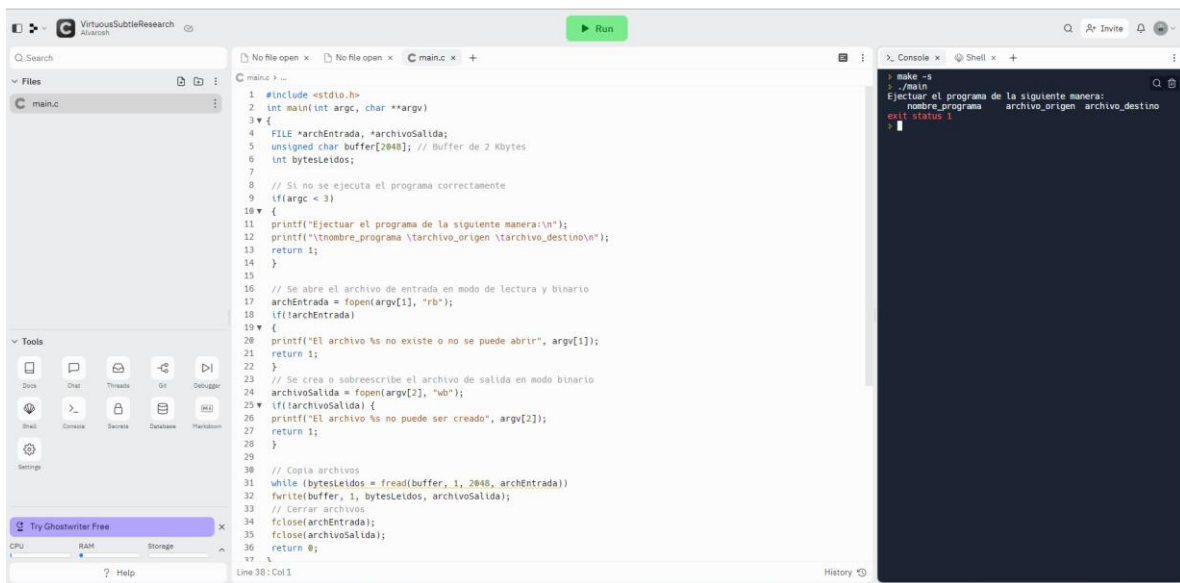 VirtuousSubtleResearch
Alvarosh
Run
Invite
Search
No file open × No file open × main.c × +
Console × Shell × +
Files
main.c
main.c > ...
1 #include <stdio.h>
2 int main(int argc, char **argv)
3 {
4 FILE *archEntrada, *archivoSalida;
5 unsigned char buffer[2048]; // Buffer de 2 Kbytes
6 int bytesLeidos;
7
8 // Si no se ejecuta el programa correctamente
9 if(argc < 3)
10 {
11 printf("Ejectuar el programa de la siguiente manera:\n");
12 printf("\tnombre_programa \tarchivo_origen \tarchivo_destino\n");
13 return 1;
14 }
15
16 // Se abre el archivo de entrada en modo de lectura y binario
17 archEntrada = fopen(argv[1], "rb");
18 if(!archEntrada)
19 {
20 printf("El archivo %s no existe o no se puede abrir", argv[1]);
21 return 1;
22 }
23 // Se crea o sobreescribe el archivo de salida en modo binario
24 archivoSalida = fopen(argv[2], "wb");
25 if(!archivoSalida) {
26 printf("El archivo %s no puede ser creado", argv[2]);
27 return 1;
28 }
29
30 // Copia archivos
31 while (bytesLeidos = fread(buffer, 1, 2048, archEntrada))
32 fwrite(buffer, 1, bytesLeidos, archivoSalida);
33 // Cerrar archivos
34 fclose(archEntrada);
35 fclose(archivoSalida);
36 return 0;
37 }
> make -s
> ./main
Ejectuar el programa de la siguiente manera:
nombre_programa archivo_origen archivo_destino
exit status 1
>
Tools
Docs Chat Threads Git Debugger
Shell Console Secrets Database Markdown
Settings
Try Ghostwriter Free ×
CPU RAM Storage
? Help
Line 38 : Col 1
History